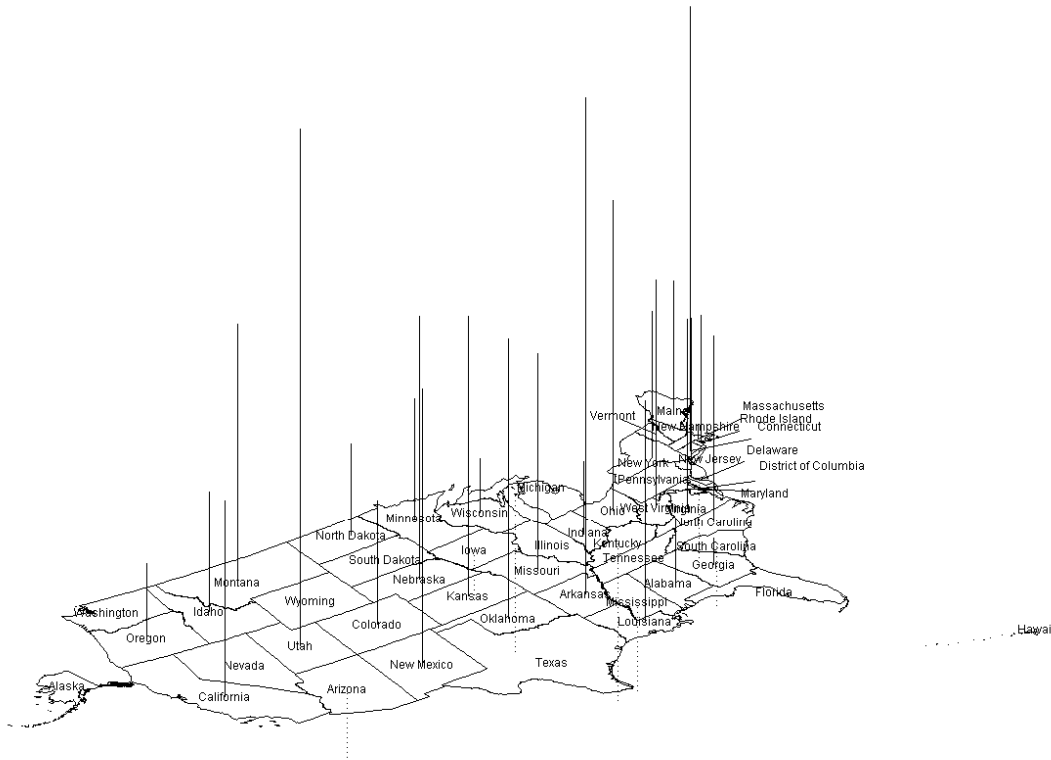 Massachusetts
Maine
Rhode Island
Vermont
New Hampshire
Connecticut
Delaware
New Jersey
New York
District of Columbia
Pennsylvania
Michigan
Maryland
Ohio
West Virginia
Virginia
Wisconsin
Minnesota
North Carolina
Indiana
North Dakota
Kentucky
Illinois
Iowa
South Carolina
South Dakota
Tennessee
Georgia
Missouri
Nebraska
Montana
Alabama
Florida
Arkansas
Kansas
Wyoming
Mississippi
Washington
Idaho
Oklahoma
Louisiana
Colorado
Hawai
Oregon
Utah
Texas
New Mexico
Nevada
Alaska
Arizona
California